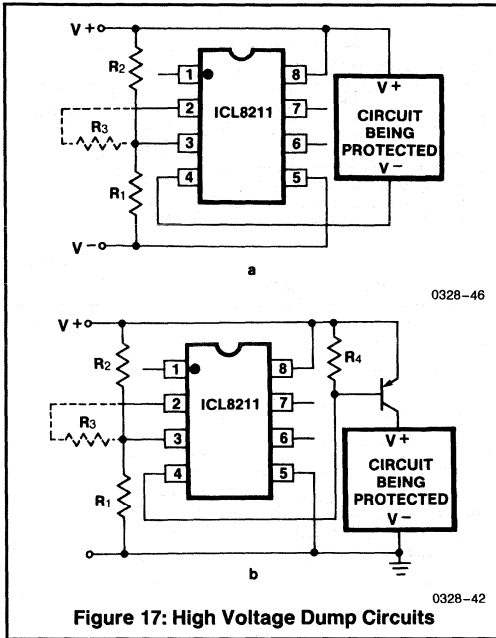 V+
R2
1
8
ICL8211
2
7
V+
CIRCUIT
BEING
PROTECTED
V−
R3
3
6
R1
4
5
V−
a
0328–46
V+
R2
1
8
R4
2
ICL8211
7
R3
3
6
V+
CIRCUIT
BEING
PROTECTED
V−
R1
4
5
b
0328–42
Figure 17: High Voltage Dump Circuits